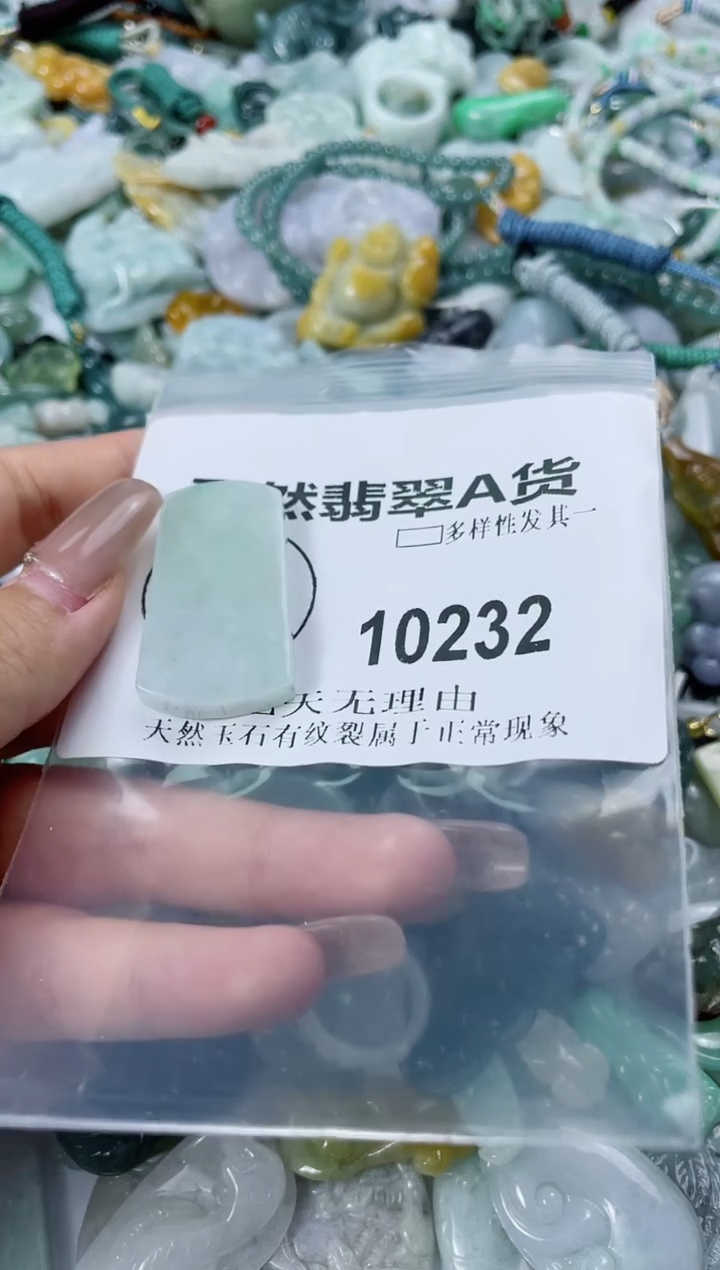 然翡翠A货
多样性发其一
10232
天无理由
天然玉石有纹裂属于正常现象